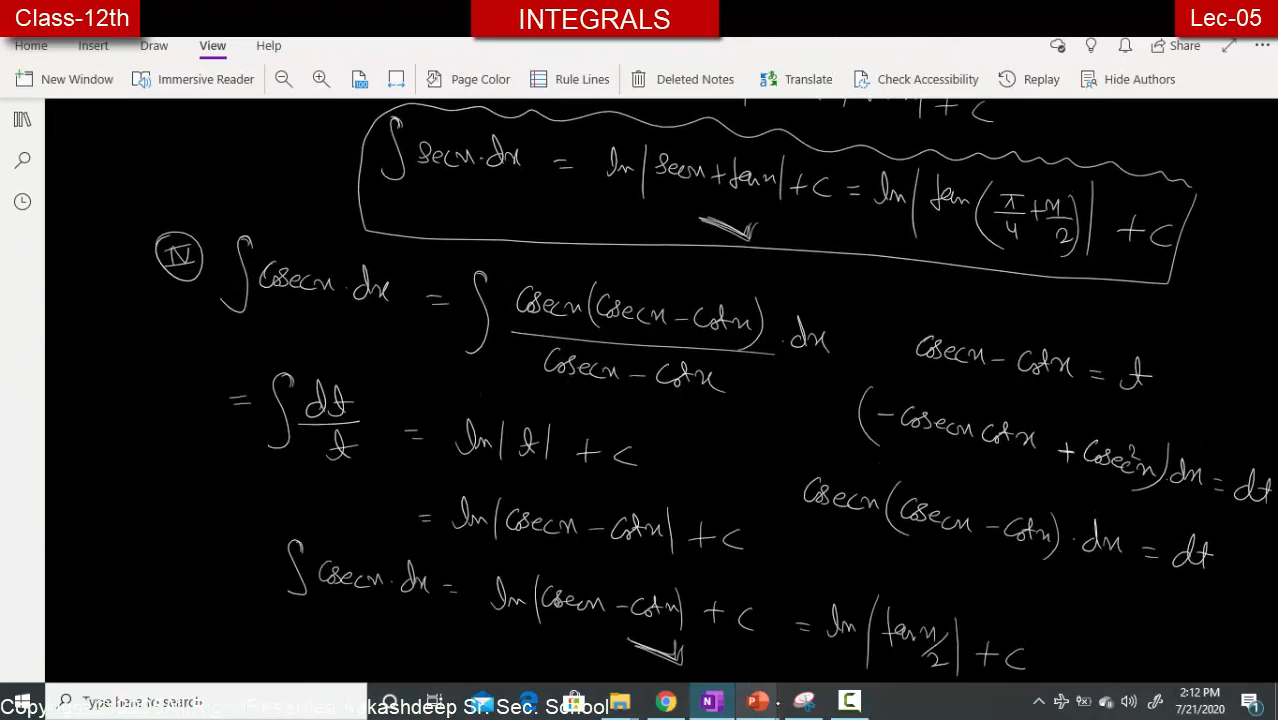 Class-12th INTEGRALS Lec-05
Home Insert Draw View Help Share
New Window Immersive Reader Page Color Rule Lines Deleted Notes Translate Check Accessibility Replay Hide Authors
+ C
∫ secx·dx = ln|secx + tanx| + C = ln|tan(π/4 + x/2)| + C
IV ∫ cosecx·dx = ∫ cosecx(cosecx - cotx)/(cosecx - cotx) · dx
cosecx - cotx = t
= ∫ dt/t = ln|t| + C
(-cosecx cotx + cosec²x)·dx = dt
= ln|cosecx - cotx| + C
cosecx(cosecx - cotx)·dx = dt
∫ cosecx·dx = ln|cosecx - cotx| + C = ln|tan x/2| + C
Type here to search
Sr. Sec. School
2:12 PM
7/21/2020